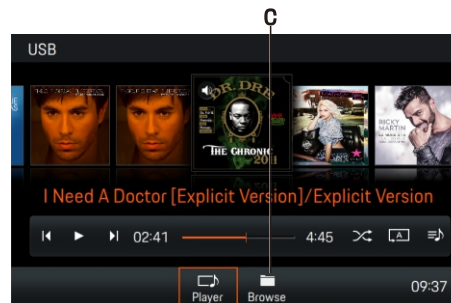 C
USB
DR. DRE
THE CHRONIC
2011
RICKY
MARTIN
I Need A Doctor [Explicit Version]/Explicit Version
02:41
4:45
A
Player
Browse
09:37